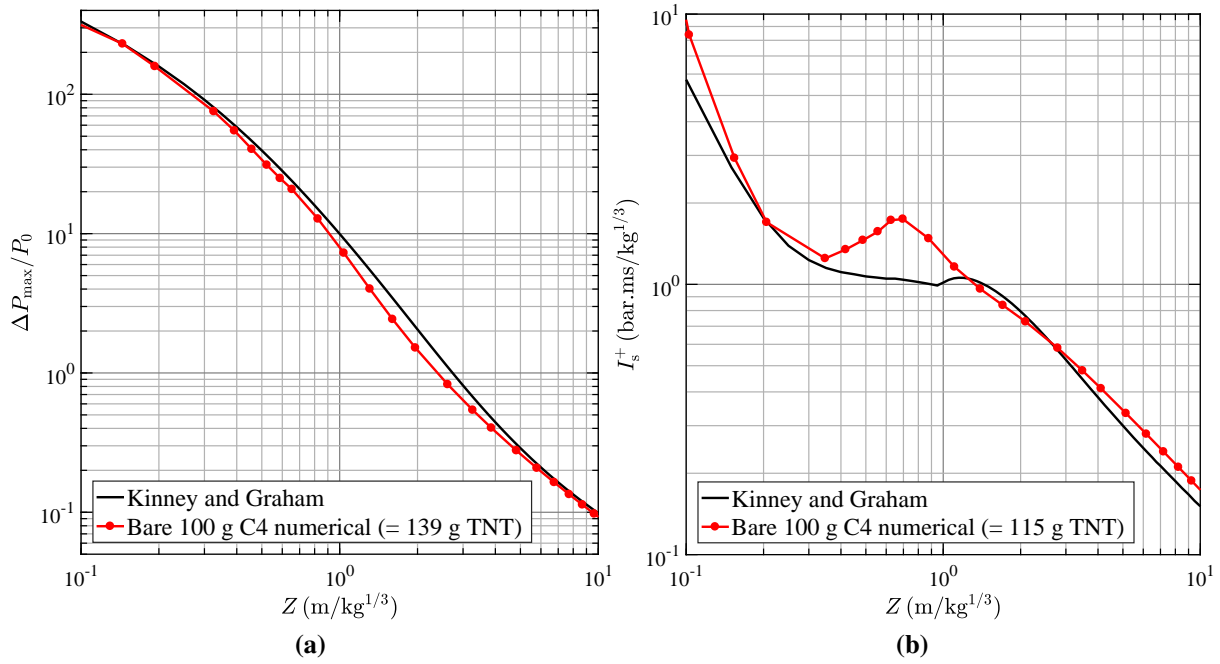 10^2
10^1
10^0
10^{-1}
ΔP_max/P_0
10^{-1}
10^0
10^1
Z (m/kg^{1/3})
Kinney and Graham
Bare 100 g C4 numerical (= 139 g TNT)
(a)
10^1
10^0
10^{-1}
I_s^+ (bar.ms/kg^{1/3})
10^{-1}
10^0
10^1
Z (m/kg^{1/3})
Kinney and Graham
Bare 100 g C4 numerical (= 115 g TNT)
(b)